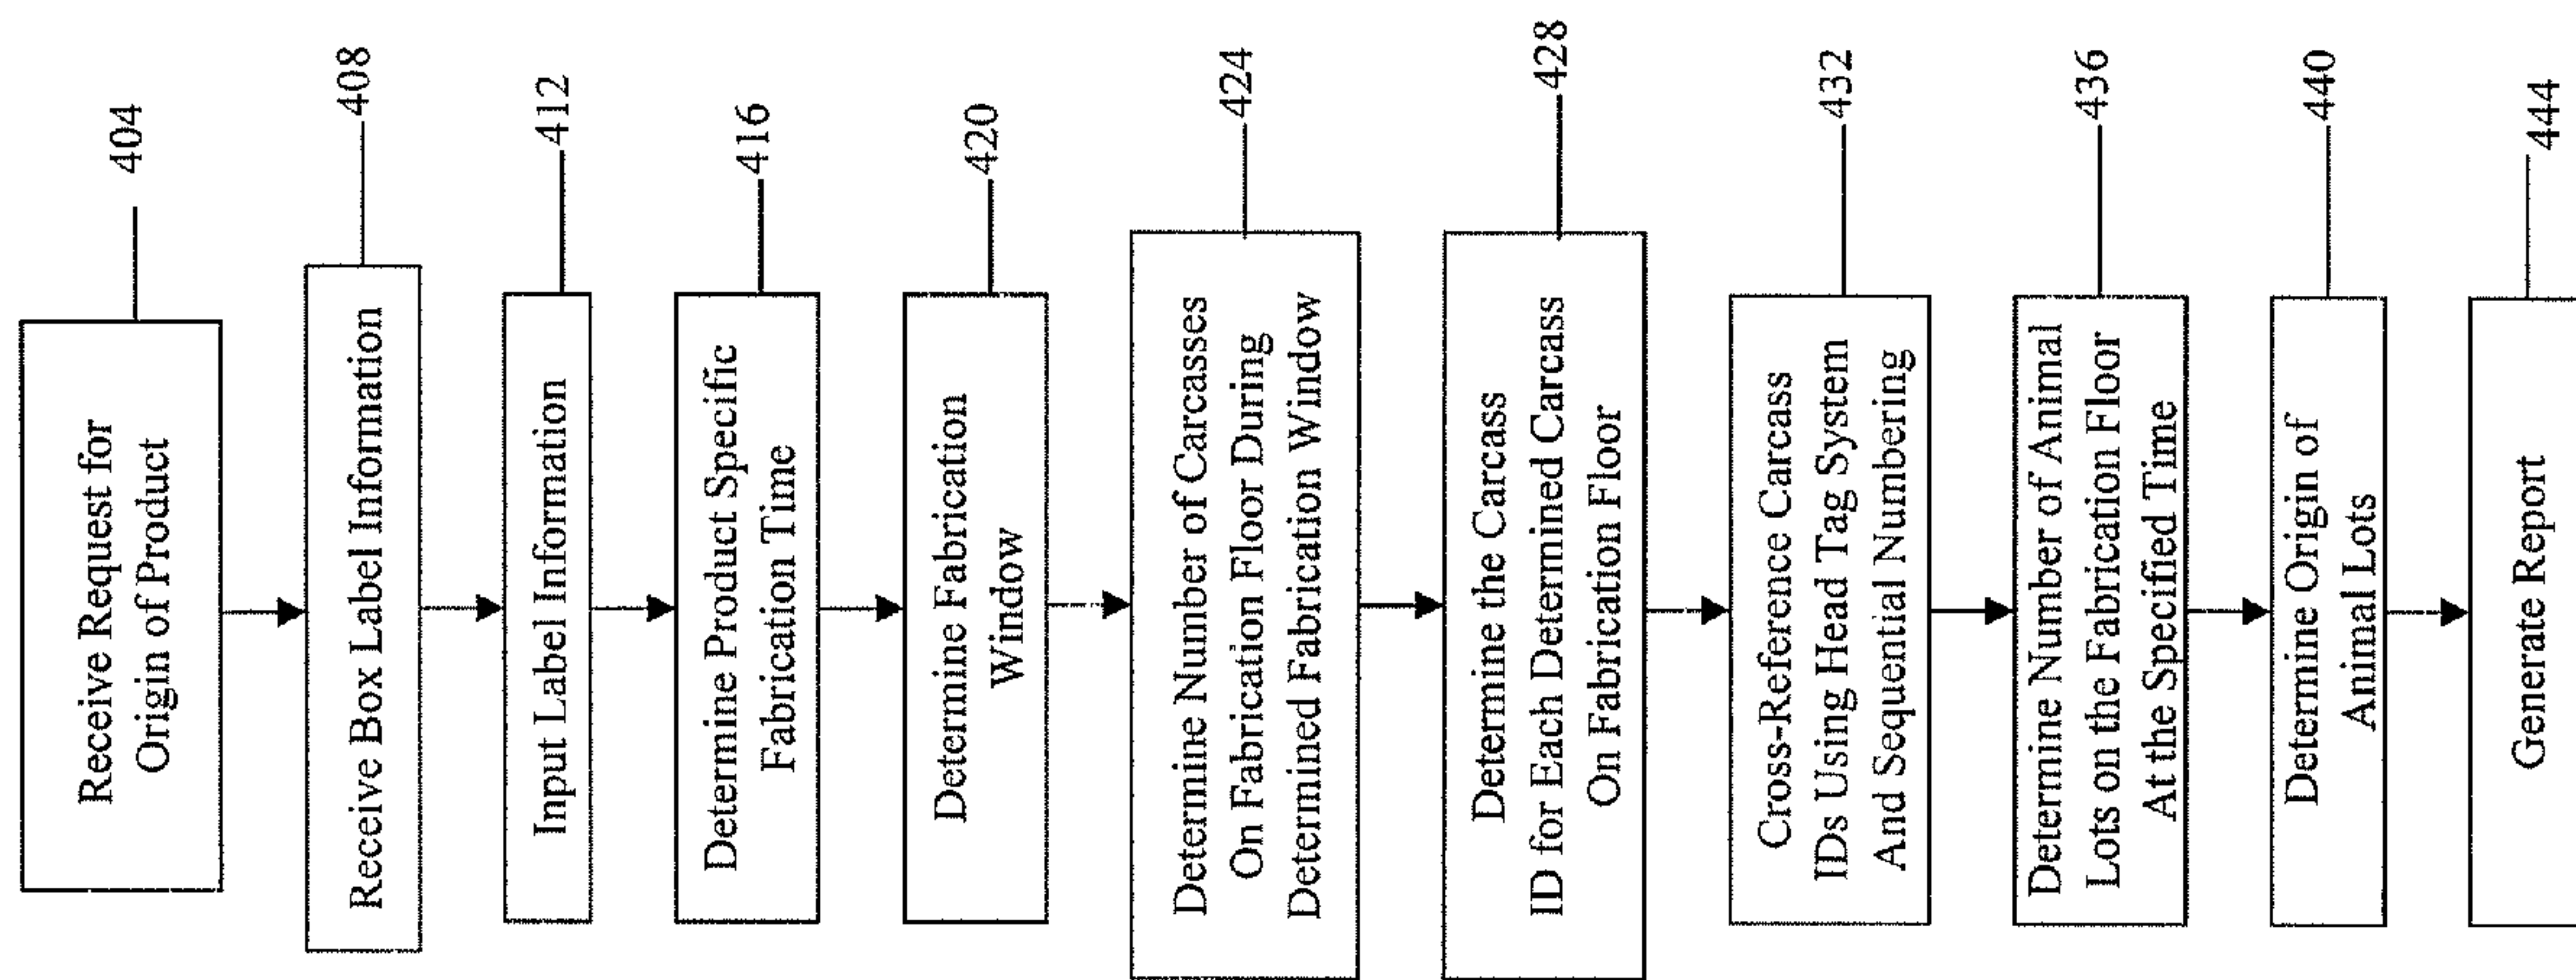 Receive Request for
Origin of Product
404
Receive Box Label Information
408
Input Label Information
412
Determine Product Specific
Fabrication Time
416
Determine Fabrication
Window
420
Determine Number of Carcasses
On Fabrication Floor During
Determined Fabrication Window
424
Determine the Carcass
ID for Each Determined Carcass
On Fabrication Floor
428
Cross-Reference Carcass
IDs Using Head Tag System
And Sequential Numbering
432
Determine Number of Animal
Lots on the Fabrication Floor
At the Specified Time
436
Determine Origin of
Animal Lots
440
Generate Report
444